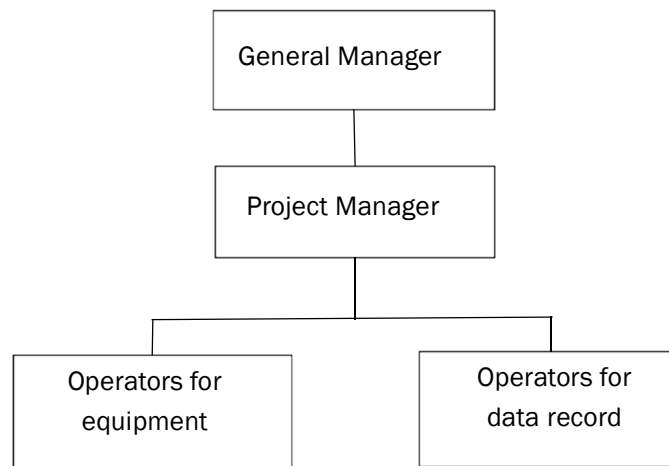 General Manager
Project Manager
Operators for
equipment
Operators for
data record